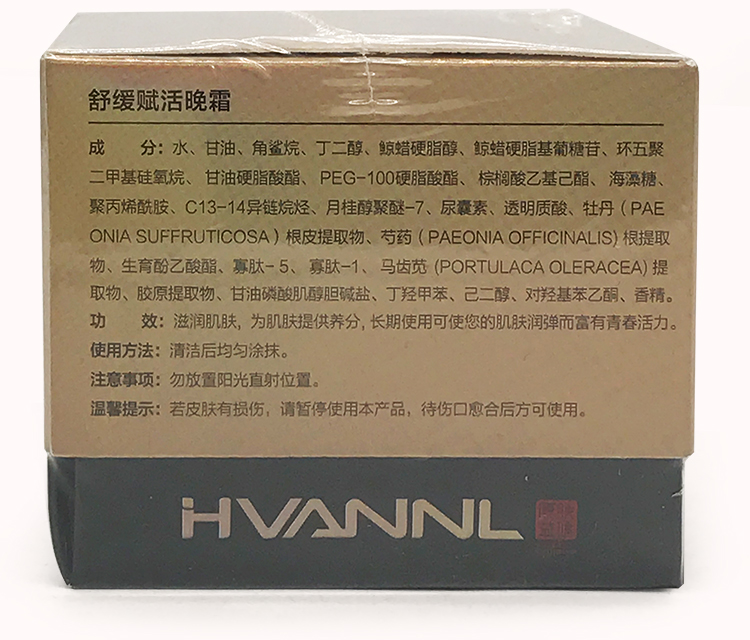 舒缓赋活晚霜
成 分：水、甘油、角鲨烷、丁二醇、鲸蜡硬脂醇、鲸蜡硬脂基葡糖苷、环五聚
二甲基硅氧烷、甘油硬脂酸酯、PEG-100硬脂酸酯、棕榈酸乙基己酯、海藻糖、
聚丙烯酰胺、C13-14异链烷烃、月桂醇聚醚-7、尿囊素、透明质酸、牡丹（PAE
ONIA SUFFRUTICOSA）根皮提取物、芍药（PAEONIA OFFICINALIS)根提取
物、生育酚乙酸酯、寡肽-5、寡肽-1、马齿苋 (PORTULACA OLERACEA) 提
取物、胶原提取物、甘油磷酸肌醇胆碱盐、丁羟甲苯、己二醇、对羟基苯乙酮、香精。
功 效：滋润肌肤，为肌肤提供养分，长期使用可使您的肌肤润弹而富有青春活力。
使用方法：清洁后均匀涂抹。
注意事项：勿放置阳光直射位置。
温馨提示：若皮肤有损伤，请暂停使用本产品，待伤口愈合后方可使用。
HVANNL